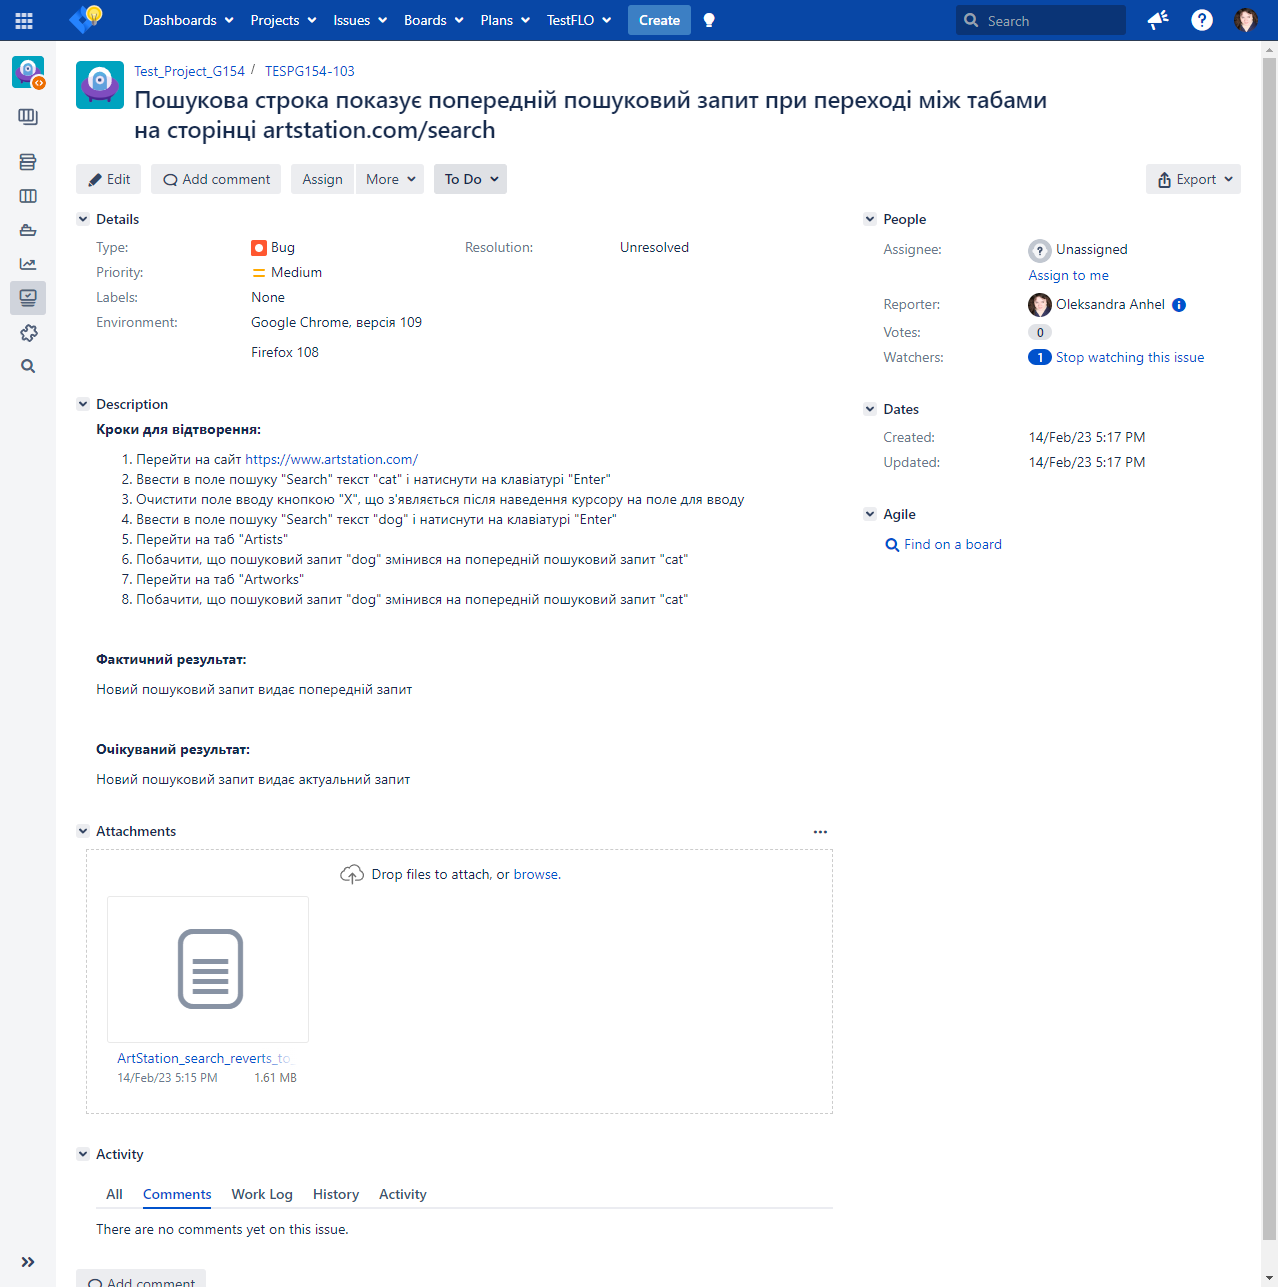 Dashboards Projects Issues Boards Plans TestFLO Create Search
Test_Project_G154 / TESPG154-103
Пошукова строка показує попередній пошуковий запит при переході між табами
на сторінці artstation.com/search
Edit Add comment Assign More To Do Export
Details
Type: Bug Resolution: Unresolved
Priority: Medium
Labels: None
Environment: Google Chrome, версія 109
Firefox 108
Description
Кроки для відтворення:
1. Перейти на сайт https://www.artstation.com/
2. Ввести в поле пошуку "Search" текст "cat" і натиснути на клавіатурі "Enter"
3. Очистити поле вводу кнопкою "X", що з'являється після наведення курсору на поле для вводу
4. Ввести в поле пошуку "Search" текст "dog" і натиснути на клавіатурі "Enter"
5. Перейти на таб "Artists"
6. Побачити, що пошуковий запит "dog" змінився на попередній пошуковий запит "cat"
7. Перейти на таб "Artworks"
8. Побачити, що пошуковий запит "dog" змінився на попередній пошуковий запит "cat"
Фактичний результат:
Новий пошуковий запит видає попередній запит
Очікуваний результат:
Новий пошуковий запит видає актуальний запит
Attachments
Drop files to attach, or browse.
ArtStation_search_reverts_to_
14/Feb/23 5:15 PM 1.61 MB
Activity
All Comments Work Log History Activity
There are no comments yet on this issue.
Add comment
People
Assignee: Unassigned
Assign to me
Reporter: Oleksandra Anhel
Votes: 0
Watchers: 1 Stop watching this issue
Dates
Created: 14/Feb/23 5:17 PM
Updated: 14/Feb/23 5:17 PM
Agile
Find on a board